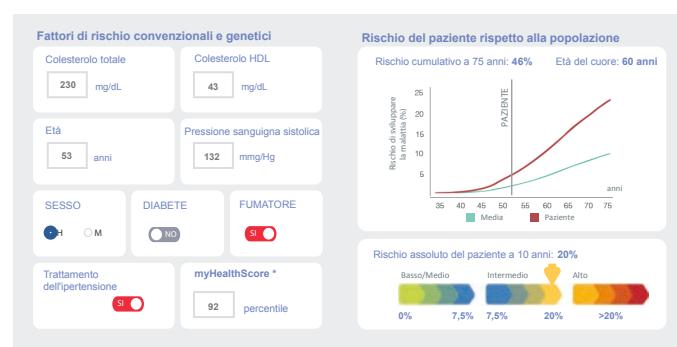 Fattori di rischio convenzionali e genetici
Colesterolo totale
230 mg/dL
Colesterolo HDL
43 mg/dL
Età
53 anni
Pressione sanguigna sistolica
132 mmg/Hg
SESSO
H M
DIABETE
NO
FUMATORE
SI
Trattamento
dell'ipertensione
SI
myHealthScore *
92 percentile
Rischio del paziente rispetto alla popolazione
Rischio cumulativo a 75 anni: 46% Età del cuore: 60 anni
Rischio di sviluppare
la malattia (%)
25
20
15
10
5
PAZIENTE
anni
35 40 45 50 55 60 65 70 75
Media Paziente
Rischio assoluto del paziente a 10 anni: 20%
Basso/Medio Intermedio Alto
0% 7,5% 7,5% 20% >20%